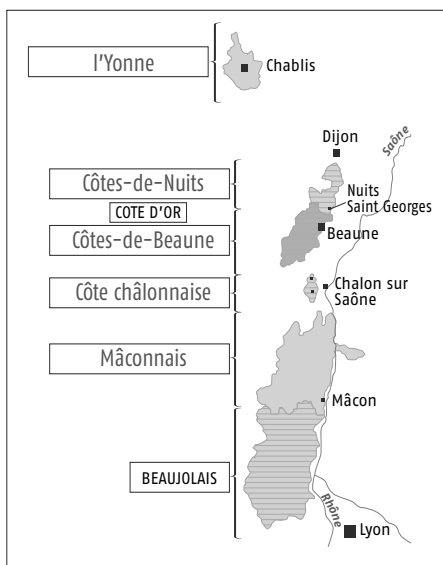 l'Yonne
Chablis
Dijon
Saône
Côtes-de-Nuits
Nuits
Saint Georges
COTE D'OR
Côtes-de-Beaune
Beaune
Côte châlonnaise
Chalon sur
Saône
Mâconnais
Mâcon
BEAUJOLAIS
Rhône
Lyon